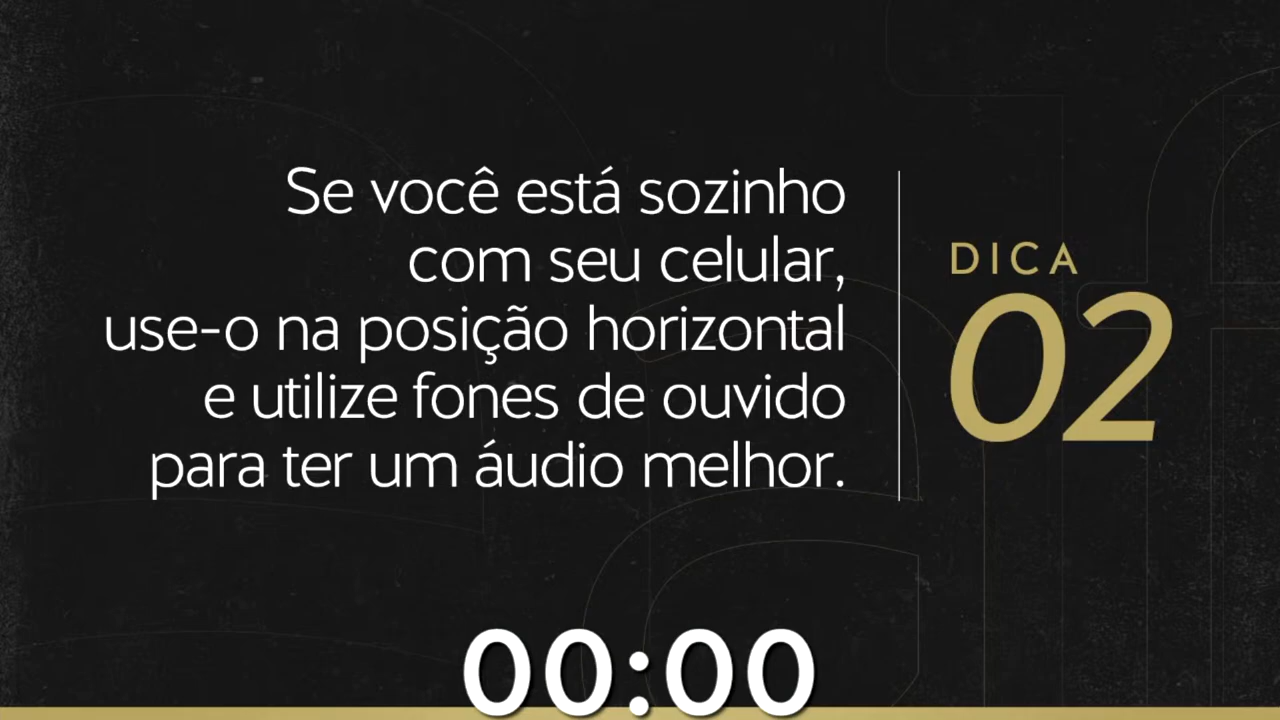 Se você está sozinho
com seu celular,
use-o na posição horizontal
e utilize fones de ouvido
para ter um áudio melhor.
DICA
02
00:00